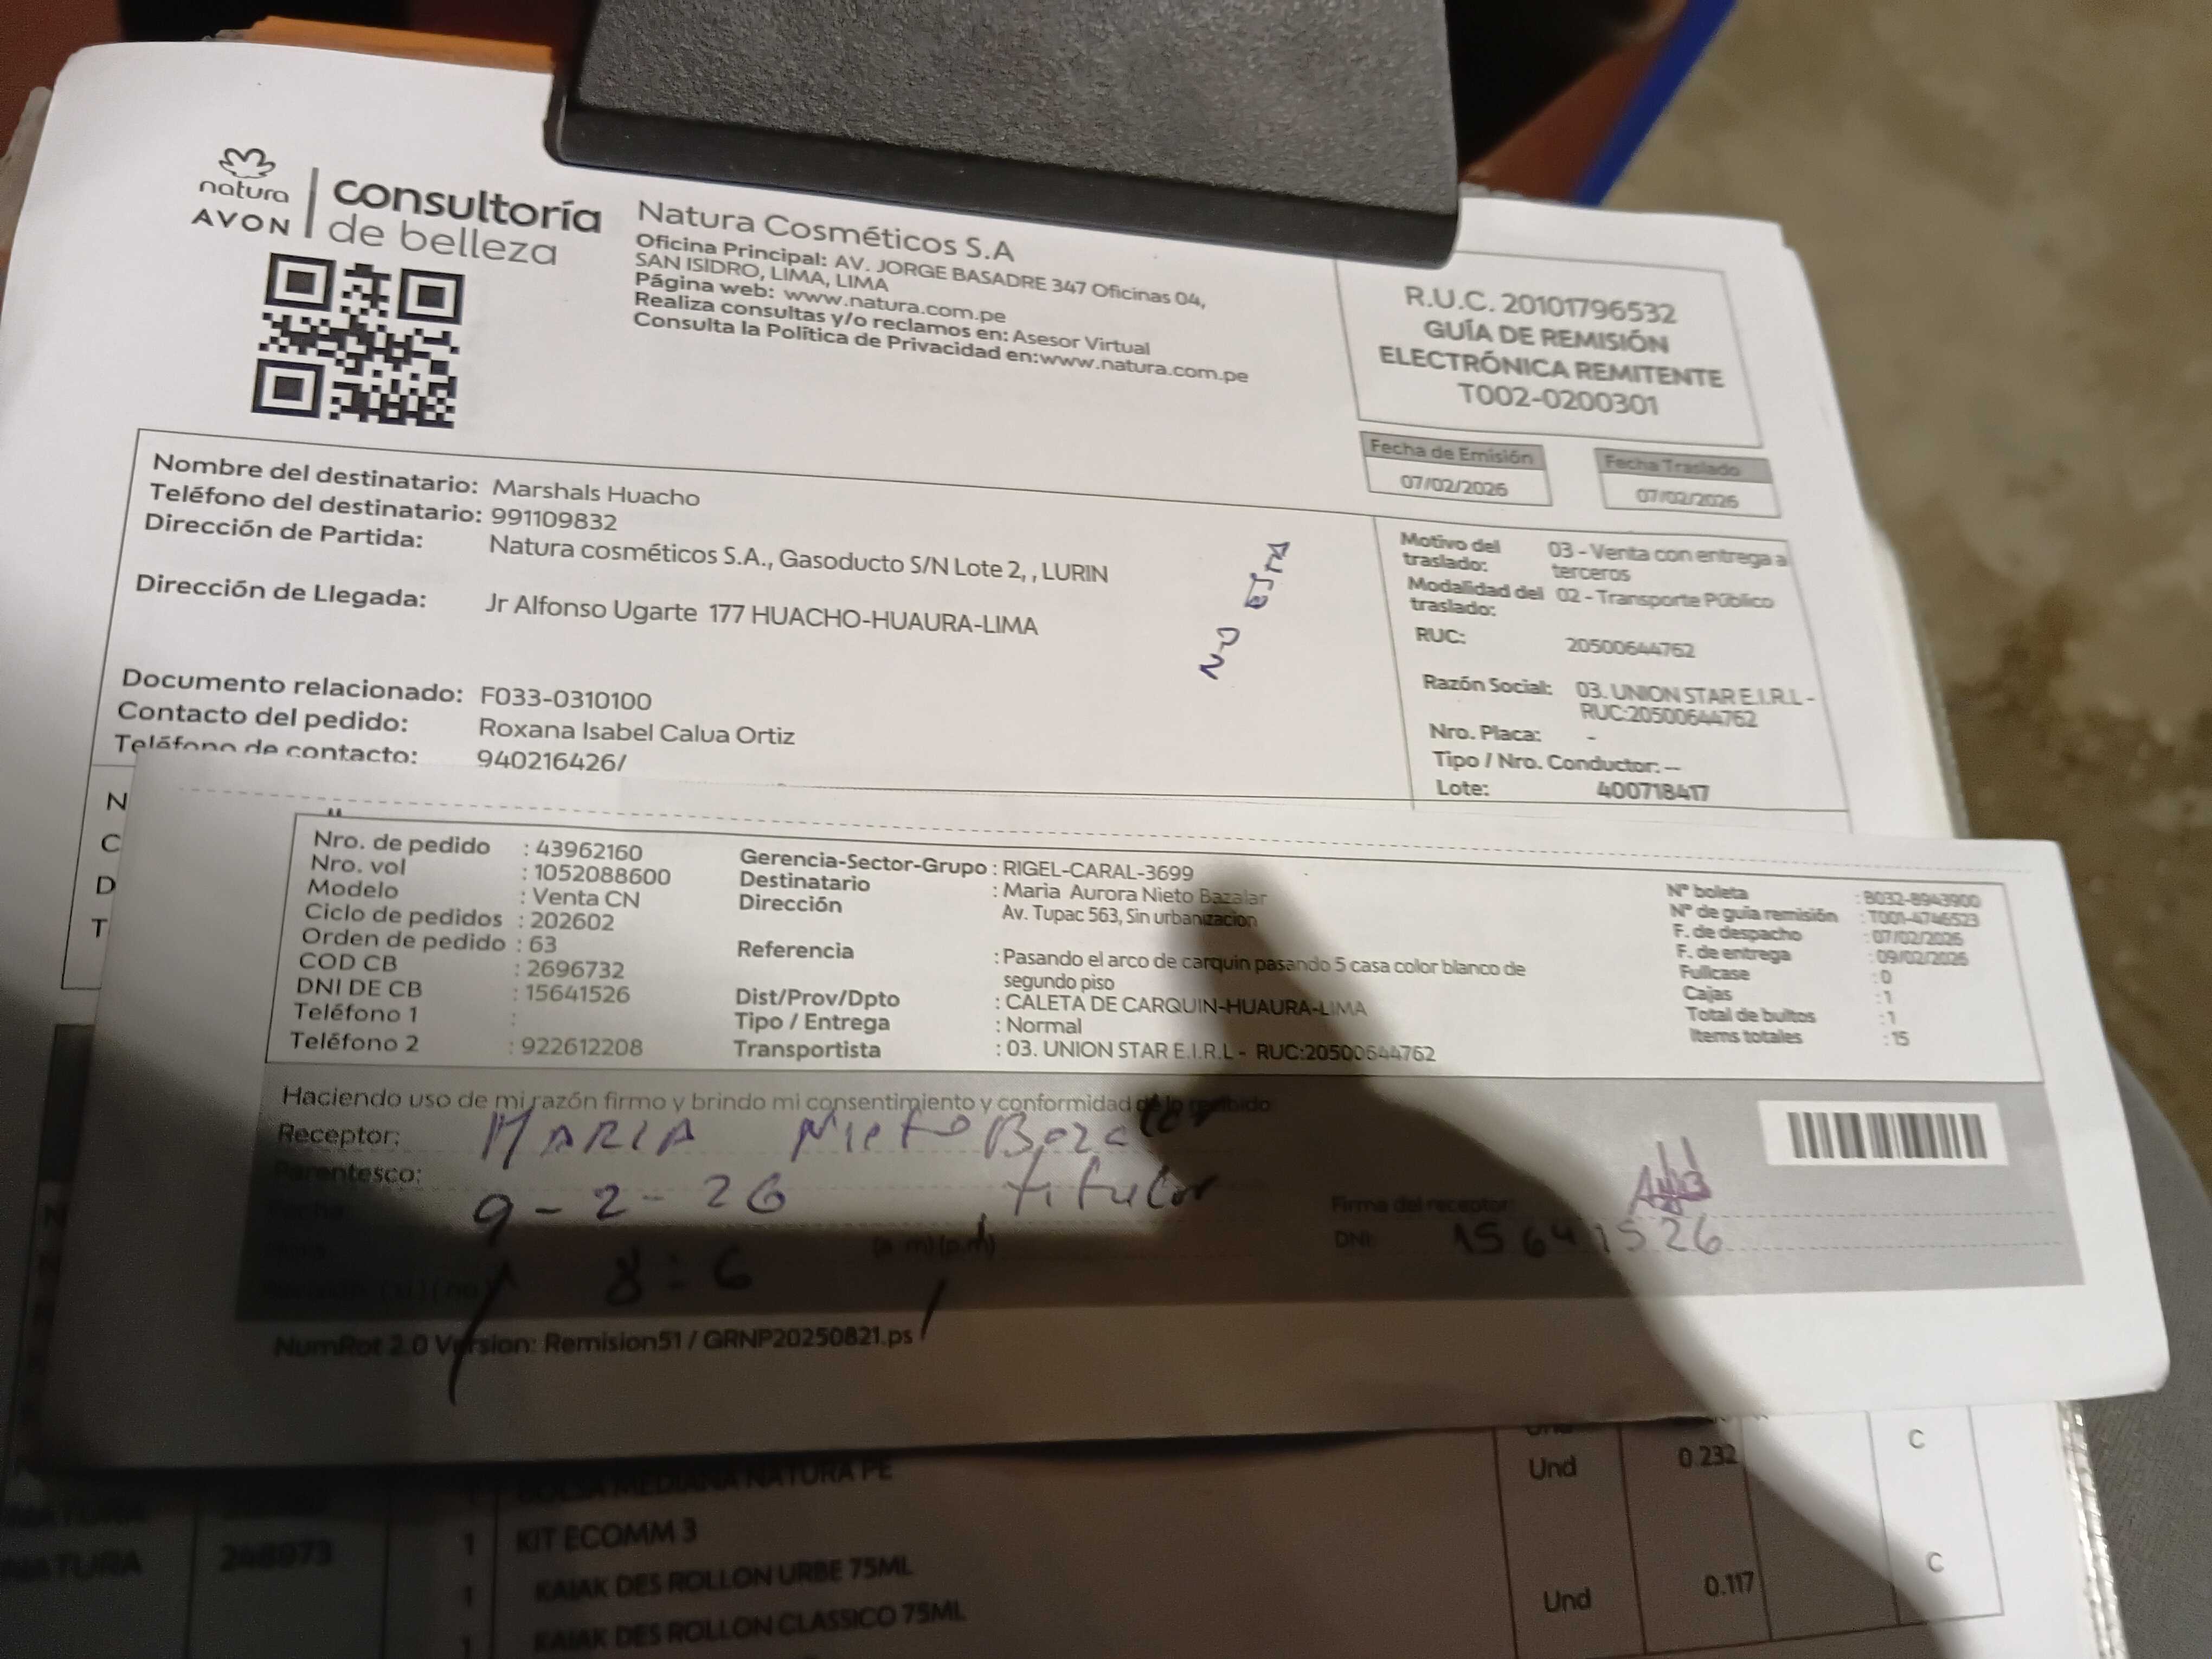 natura
AVON
consultoría
de belleza
Natura Cosméticos S.A
Oficina Principal: AV. JORGE BASADRE 347 Oficinas 04,
SAN ISIDRO, LIMA, LIMA
Página web: www.natura.com.pe
Realiza consultas y/o reclamos en: Asesor Virtual
Consulta la Política de Privacidad en:www.natura.com.pe
R.U.C. 20101796532
GUÍA DE REMISIÓN
ELECTRÓNICA REMITENTE
T002-0200301
Fecha de Emisión
07/02/2026
Fecha Traslado
07/02/2026
Nombre del destinatario: Marshals Huacho
Teléfono del destinatario: 991109832
Dirección de Partida: Natura cosméticos S.A., Gasoducto S/N Lote 2, , LURIN
Dirección de Llegada: Jr Alfonso Ugarte 177 HUACHO-HUAURA-LIMA
Documento relacionado: F033-0310100
Contacto del pedido: Roxana Isabel Calua Ortiz
Teléfono de contacto: 940216426/
Motivo del traslado: 03 - Venta con entrega a terceros
Modalidad del traslado: 02 - Transporte Público
RUC: 20500644762
Razón Social: 03. UNION STAR E.I.R.L - RUC:20500644762
Nro. Placa: -
Tipo / Nro. Conductor: --
Lote: 400718417
N
C
D
T
Nro. de pedido : 43962160
Nro. vol : 1052088600
Modelo : Venta CN
Ciclo de pedidos : 202602
Orden de pedido : 63
COD CB : 2696732
DNI DE CB : 15641526
Teléfono 1 :
Teléfono 2 : 922612208
Gerencia-Sector-Grupo : RIGEL-CARAL-3699
Destinatario : Maria Aurora Nieto Bazalar
Dirección Av. Tupac 563, Sin urbanizacion
Referencia : Pasando el arco de carquin pasando 5 casa color blanco de
segundo piso
Dist/Prov/Dpto : CALETA DE CARQUIN-HUAURA-LIMA
Tipo / Entrega : Normal
Transportista : 03. UNION STAR E.I.R.L - RUC:20500644762
N° boleta : B032-8943900
N° de guía remisión : T001-4746523
F. de despacho : 07/02/2026
F. de entrega : 09/02/2026
Fullcase : 0
Cajas : 1
Total de bultos : 1
Items totales : 15
Haciendo uso de mi razón firmo y brindo mi consentimiento y conformidad de lo recibido
Receptor: MARIA Nieto Bazalar
Parentesco: titular
9-2-26
8:6 (a.m)(p.m)
Firma del receptor:
DNI: 15641526
NumRot 2.0 Version: Remision51 / GRNP20250821.ps
BOLSA MEDIANA NATURA PE
1 KIT ECOMM 3 Und 0.232 C
NATURA 248073 1 KAIAK DES ROLLON URBE 75ML
1 KAIAK DES ROLLON CLASSICO 75ML Und 0.117 C